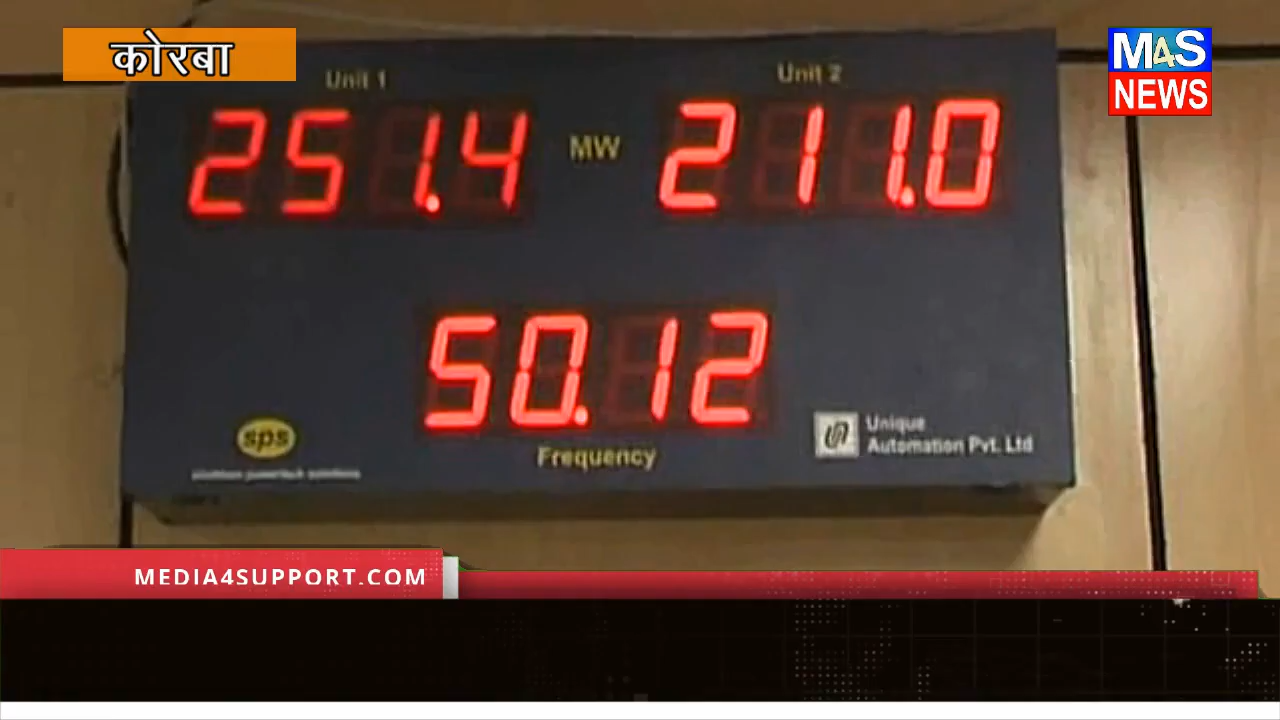 कोरबा
M4S
NEWS
Unit 1
Unit 2
251.4
MW
211.0
50.12
Frequency
sps
Unique
Automation Pvt. Ltd
MEDIA4SUPPORT.COM